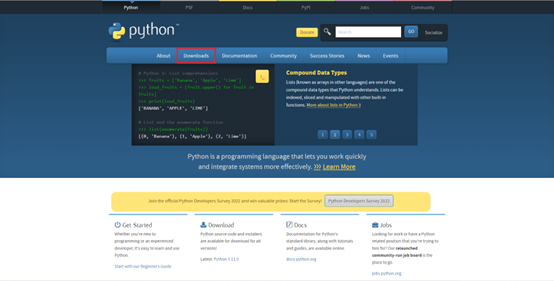 Python
PSF
Docs
PyPI
Jobs
Community
python™
Donate
Search
GO
Socialize
About
Downloads
Documentation
Community
Success Stories
News
Events
# Python 3: List comprehensions
>>> fruits = ['Banana', 'Apple', 'Lime']
>>> loud_fruits = [fruit.upper() for fruit in
fruits]
>>> print(loud_fruits)
['BANANA', 'APPLE', 'LIME']
# List and the enumerate function
>>> list(enumerate(fruits))
[(0, 'Banana'), (1, 'Apple'), (2, 'Lime')]
>_
Compound Data Types
Lists (known as arrays in other languages) are one of the
compound data types that Python understands. Lists can be
indexed, sliced and manipulated with other built-in
functions. More about lists in Python 3
1
2
3
4
5
Python is a programming language that lets you work quickly
and integrate systems more effectively. >>> Learn More
Join the official Python Developers Survey 2022 and win valuable prizes: Start the Survey!
Python Developers Survey 2022
Get Started
Whether you're new to
programming or an experienced
developer, it's easy to learn and use
Python.
Start with our Beginner's Guide
Download
Python source code and installers
are available for download for all
versions!
Latest: Python 3.11.0
Docs
Documentation for Python's
standard library, along with tutorials
and guides, are available online.
docs.python.org
Jobs
Looking for work or have a Python
related position that you're trying to
hire for? Our relaunched
community-run job board is the
place to go.
jobs.python.org